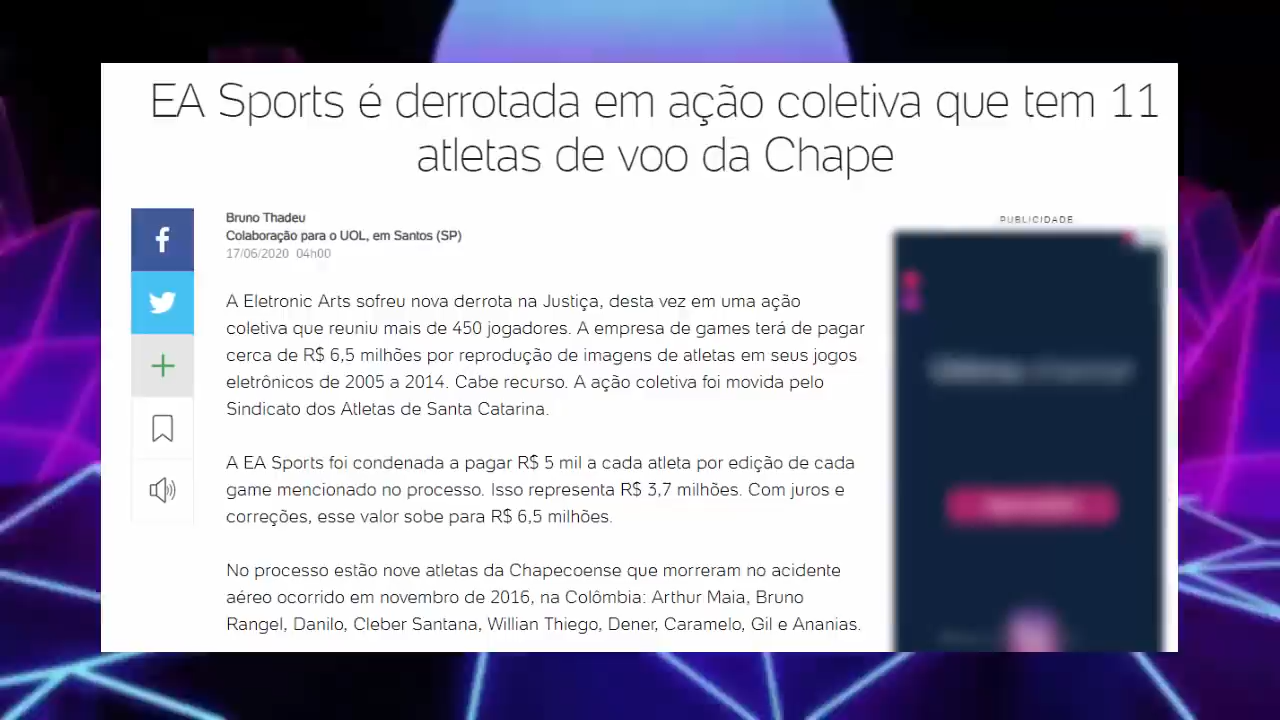 EA Sports é derrotada em ação coletiva que tem 11
atletas de voo da Chape
Bruno Thadeu
Colaboração para o UOL, em Santos (SP)
17/06/2020 04h00
PUBLICIDADE
A Eletronic Arts sofreu nova derrota na Justiça, desta vez em uma ação
coletiva que reuniu mais de 450 jogadores. A empresa de games terá de pagar
cerca de R$ 6,5 milhões por reprodução de imagens de atletas em seus jogos
eletrônicos de 2005 a 2014. Cabe recurso. A ação coletiva foi movida pelo
Sindicato dos Atletas de Santa Catarina.
A EA Sports foi condenada a pagar R$ 5 mil a cada atleta por edição de cada
game mencionado no processo. Isso representa R$ 3,7 milhões. Com juros e
correções, esse valor sobe para R$ 6,5 milhões.
No processo estão nove atletas da Chapecoense que morreram no acidente
aéreo ocorrido em novembro de 2016, na Colômbia: Arthur Maia, Bruno
Rangel, Danilo, Cleber Santana, Willian Thiego, Dener, Caramelo, Gil e Ananias.